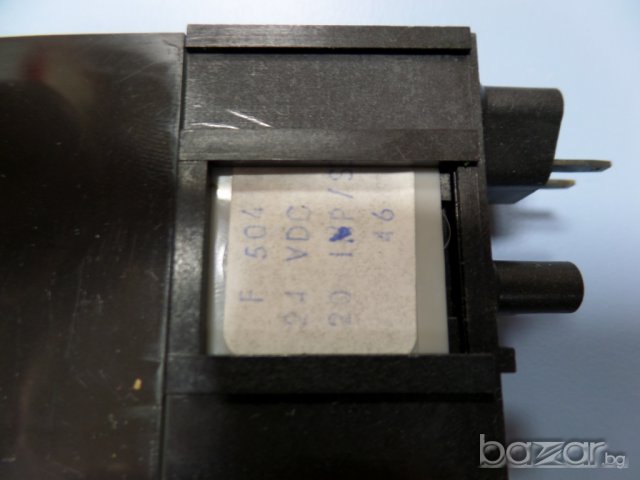 F 504
24 VDC
20 IMP/S
46
bazar.bg